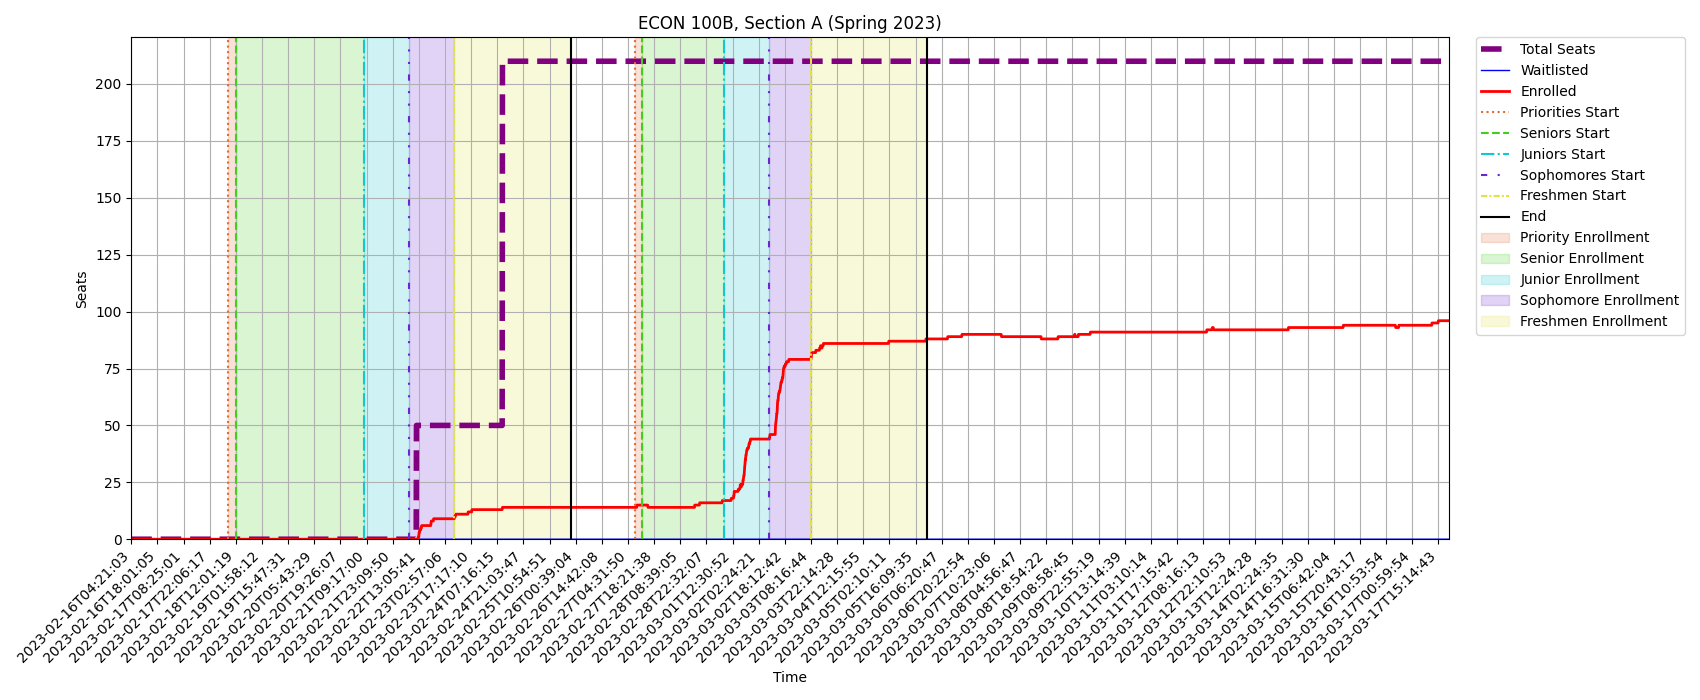 ECON 100B, Section A (Spring 2023)
Seats
200
175
150
125
100
75
50
25
0
2023-02-16T04:21:03
2023-02-16T18:01:05
2023-02-17T08:25:01
2023-02-17T22:06:17
2023-02-18T12:01:19
2023-02-19T01:58:12
2023-02-19T15:47:31
2023-02-20T05:43:29
2023-02-20T19:26:07
2023-02-21T09:17:00
2023-02-21T23:09:50
2023-02-22T13:05:41
2023-02-23T02:57:06
2023-02-23T17:17:10
2023-02-24T07:16:15
2023-02-24T21:03:47
2023-02-25T10:54:51
2023-02-26T00:39:04
2023-02-26T14:42:08
2023-02-27T04:31:50
2023-02-27T18:21:38
2023-02-28T08:39:05
2023-02-28T22:32:07
2023-03-01T12:30:52
2023-03-02T02:24:21
2023-03-02T18:12:42
2023-03-03T08:16:44
2023-03-03T22:14:28
2023-03-04T12:15:55
2023-03-05T02:10:11
2023-03-05T16:09:35
2023-03-06T06:20:47
2023-03-06T20:22:54
2023-03-07T10:23:06
2023-03-08T04:56:47
2023-03-08T18:54:22
2023-03-09T08:58:45
2023-03-09T22:55:19
2023-03-10T13:14:39
2023-03-11T03:10:14
2023-03-11T17:15:42
2023-03-12T08:16:13
2023-03-12T22:10:53
2023-03-13T12:24:28
2023-03-14T02:24:35
2023-03-14T16:31:30
2023-03-15T06:42:04
2023-03-15T20:43:17
2023-03-16T10:53:54
2023-03-17T00:59:54
2023-03-17T15:14:43
Time
Total Seats
Waitlisted
Enrolled
Priorities Start
Seniors Start
Juniors Start
Sophomores Start
Freshmen Start
End
Priority Enrollment
Senior Enrollment
Junior Enrollment
Sophomore Enrollment
Freshmen Enrollment